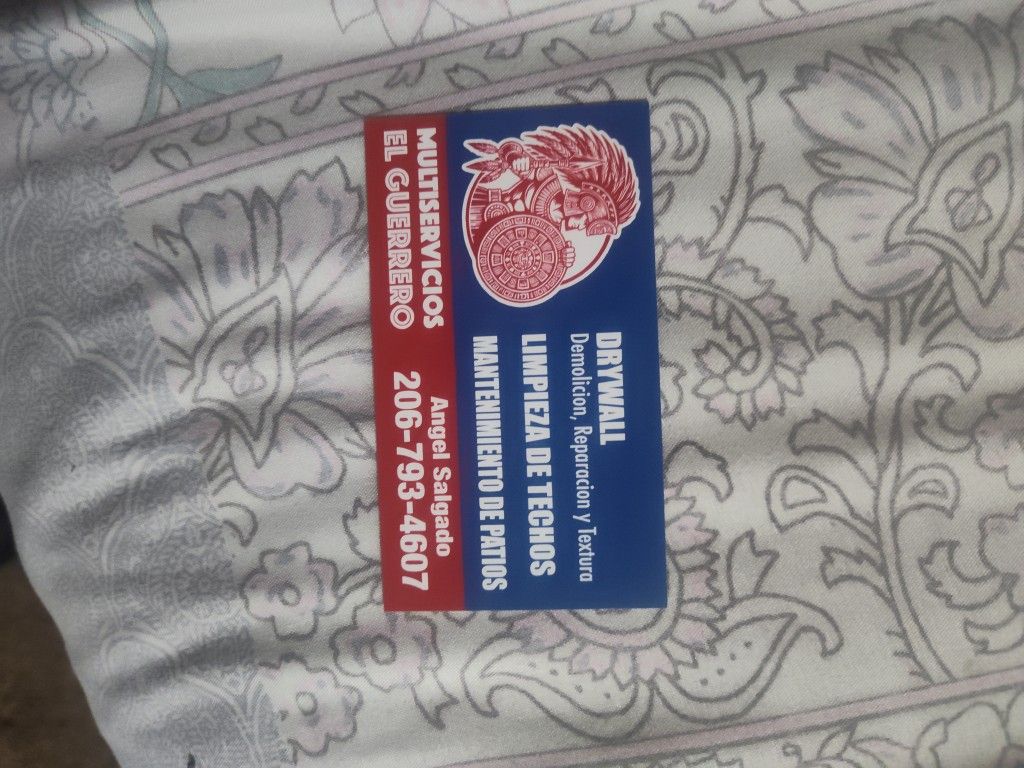 DRYWALL
Demolicion, Reparacion y Textura
LIMPIEZA DE TECHOS
MANTENIMIENTO DE PATIOS
MULTISERVICIOS
EL GUERRERO
Angel Salgado
206-793-4607